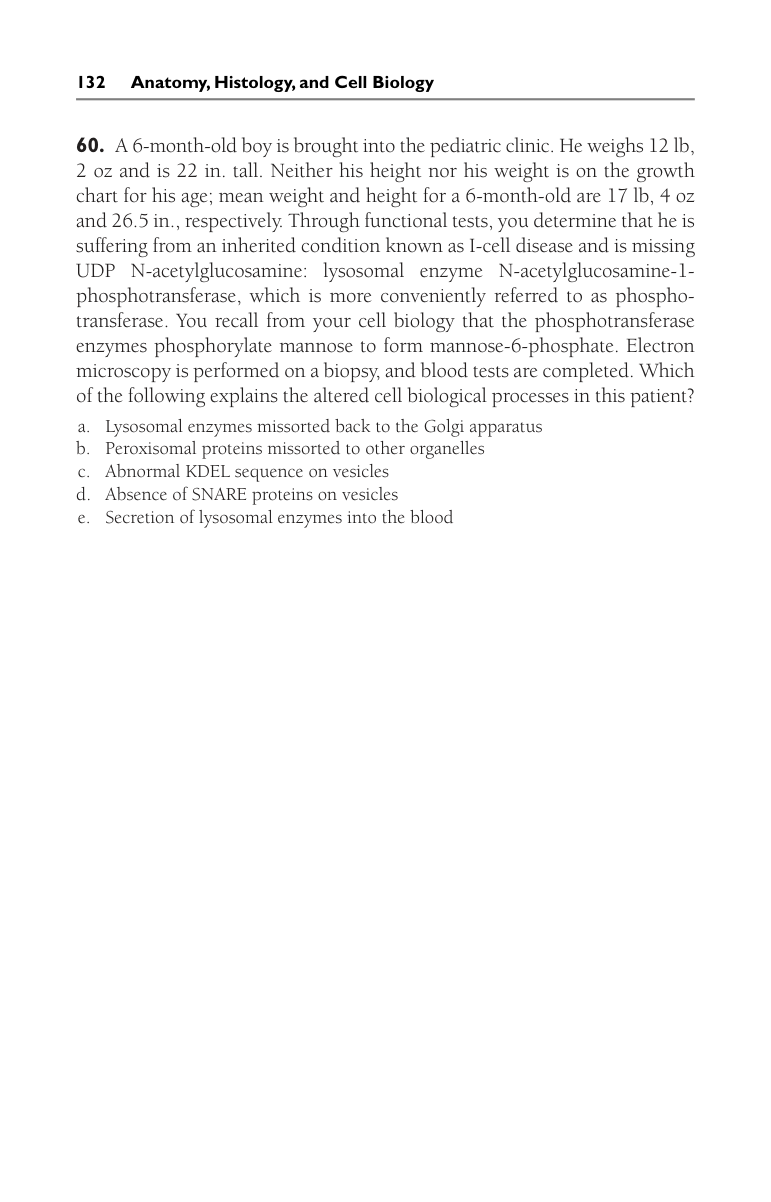 132 Anatomy, Histology, and Cell Biology
60. A 6-month-old boy is brought into the pediatric clinic. He weighs 12 lb,
2 oz and is 22 in. tall. Neither his height nor his weight is on the growth
chart for his age; mean weight and height for a 6-month-old are 17 lb, 4 oz
and 26.5 in., respectively. Through functional tests, you determine that he is
suffering from an inherited condition known as I-cell disease and is missing
UDP N-acetylglucosamine: lysosomal enzyme N-acetylglucosamine-1-
phosphotransferase, which is more conveniently referred to as phospho-
transferase. You recall from your cell biology that the phosphotransferase
enzymes phosphorylate mannose to form mannose-6-phosphate. Electron
microscopy is performed on a biopsy, and blood tests are completed. Which
of the following explains the altered cell biological processes in this patient?
a. Lysosomal enzymes missorted back to the Golgi apparatus
b. Peroxisomal proteins missorted to other organelles
c. Abnormal KDEL sequence on vesicles
d. Absence of SNARE proteins on vesicles
e. Secretion of lysosomal enzymes into the blood